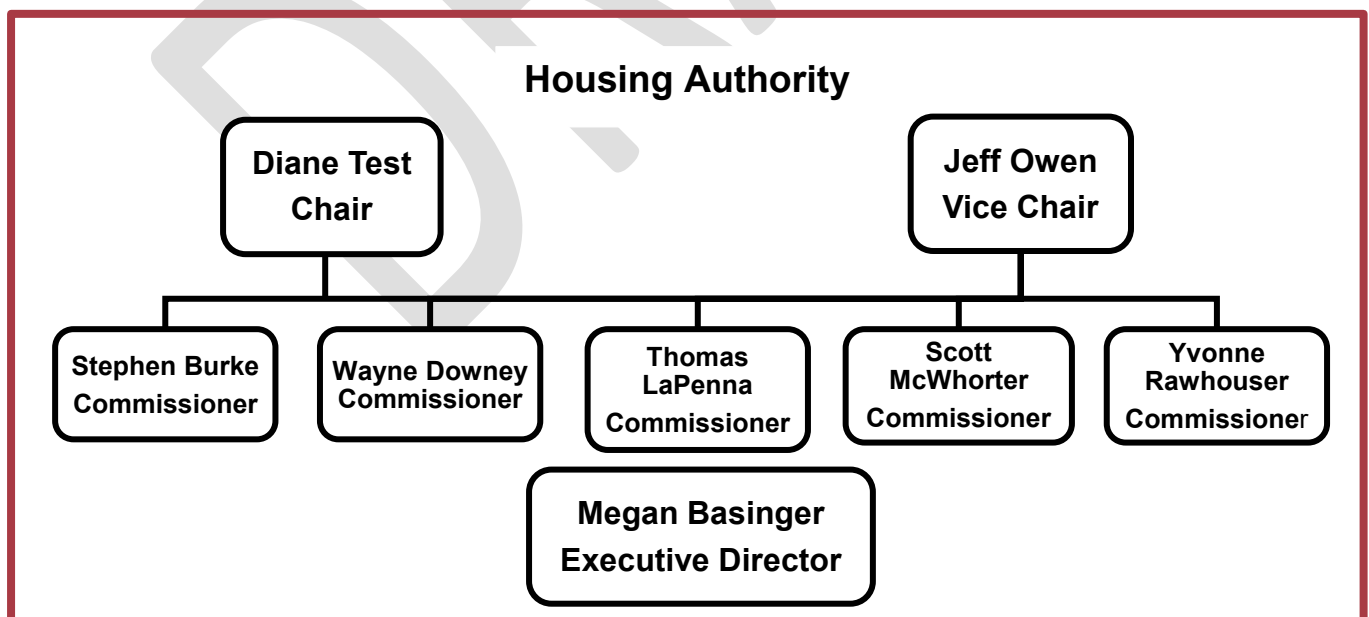 Housing Authority
Diane Test
Chair
Jeff Owen
Vice Chair
Stephen Burke
Commissioner
Wayne Downey
Commissioner
Thomas
LaPenna
Commissioner
Scott
McWhorter
Commissioner
Yvonne
Rawhouser
Commissioner
Megan Basinger
Executive Director